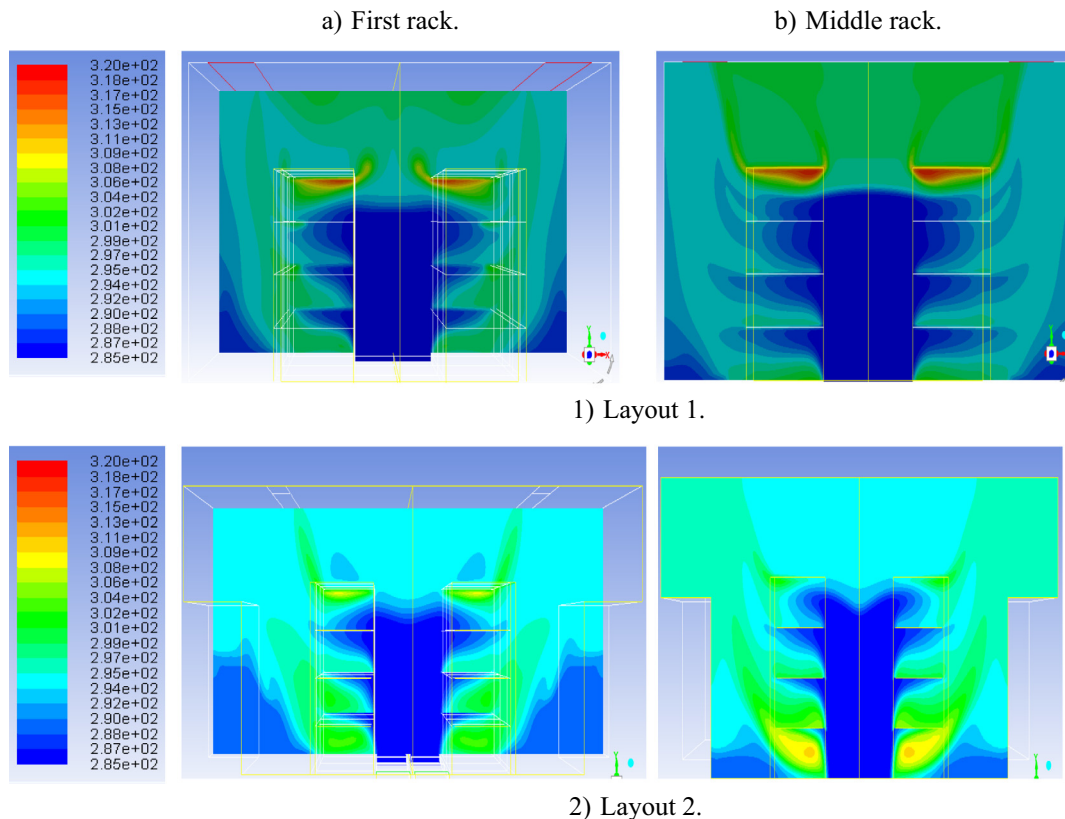 a) First rack.
b) Middle rack.
3.20e+02
3.18e+02
3.17e+02
3.15e+02
3.13e+02
3.11e+02
3.09e+02
3.08e+02
3.06e+02
3.04e+02
3.02e+02
3.01e+02
2.99e+02
2.97e+02
2.95e+02
2.94e+02
2.92e+02
2.90e+02
2.88e+02
2.87e+02
2.85e+02
Y
X
Y
1) Layout 1.
3.20e+02
3.18e+02
3.17e+02
3.15e+02
3.13e+02
3.11e+02
3.09e+02
3.08e+02
3.06e+02
3.04e+02
3.02e+02
3.01e+02
2.99e+02
2.97e+02
2.95e+02
2.94e+02
2.92e+02
2.90e+02
2.88e+02
2.87e+02
2.85e+02
Y
Y
2) Layout 2.